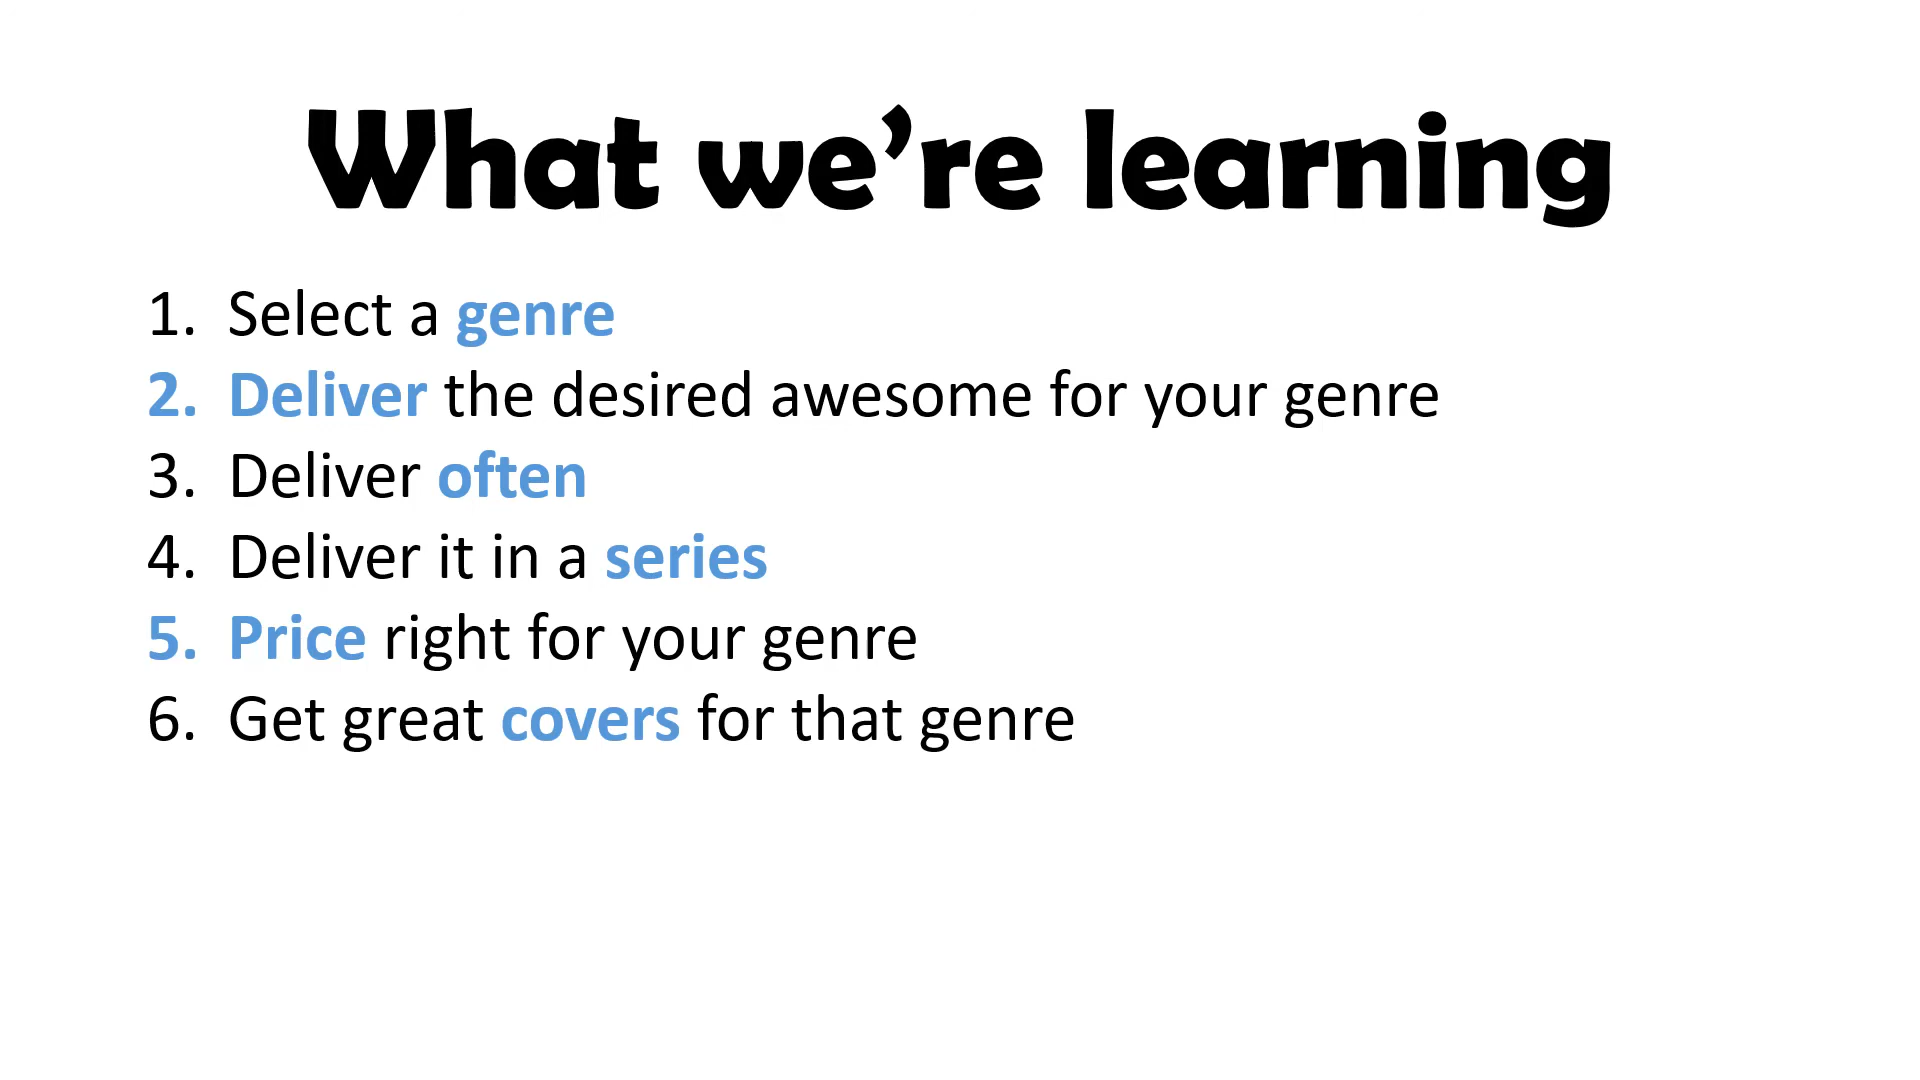 What we’re learning
1. Select a genre
2. Deliver the desired awesome for your genre
3. Deliver often
4. Deliver it in a series
5. Price right for your genre
6. Get great covers for that genre